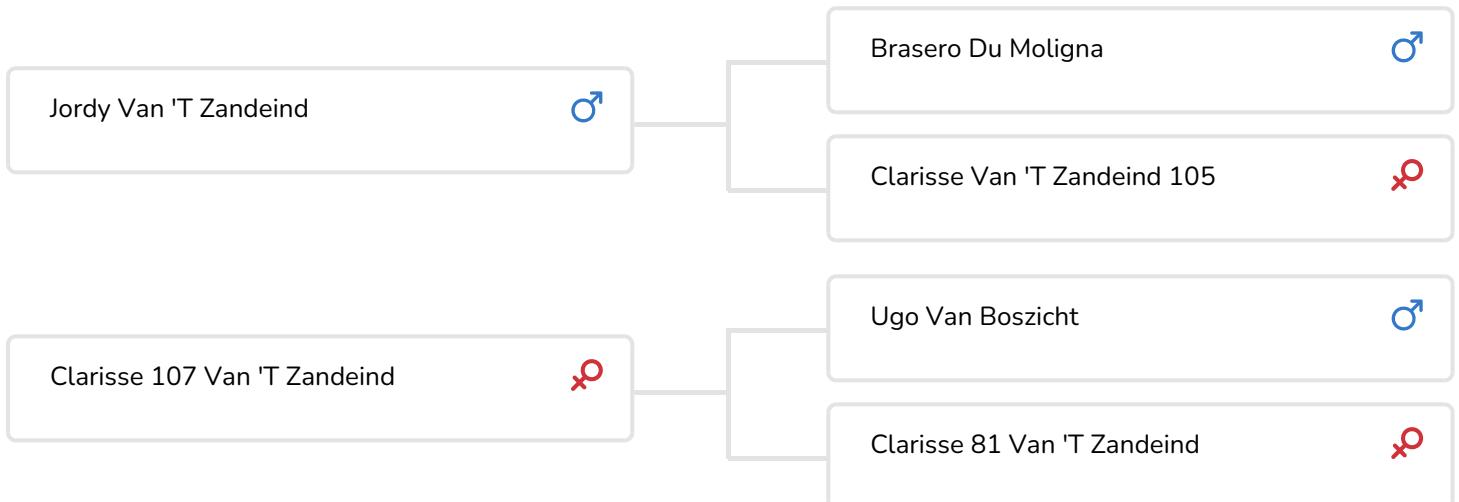 Brasero Du Moligna
Jordy Van 'T Zandeind
Clarisse Van 'T Zandeind 105
Ugo Van Boszicht
Clarisse 107 Van 'T Zandeind
Clarisse 81 Van 'T Zandeind